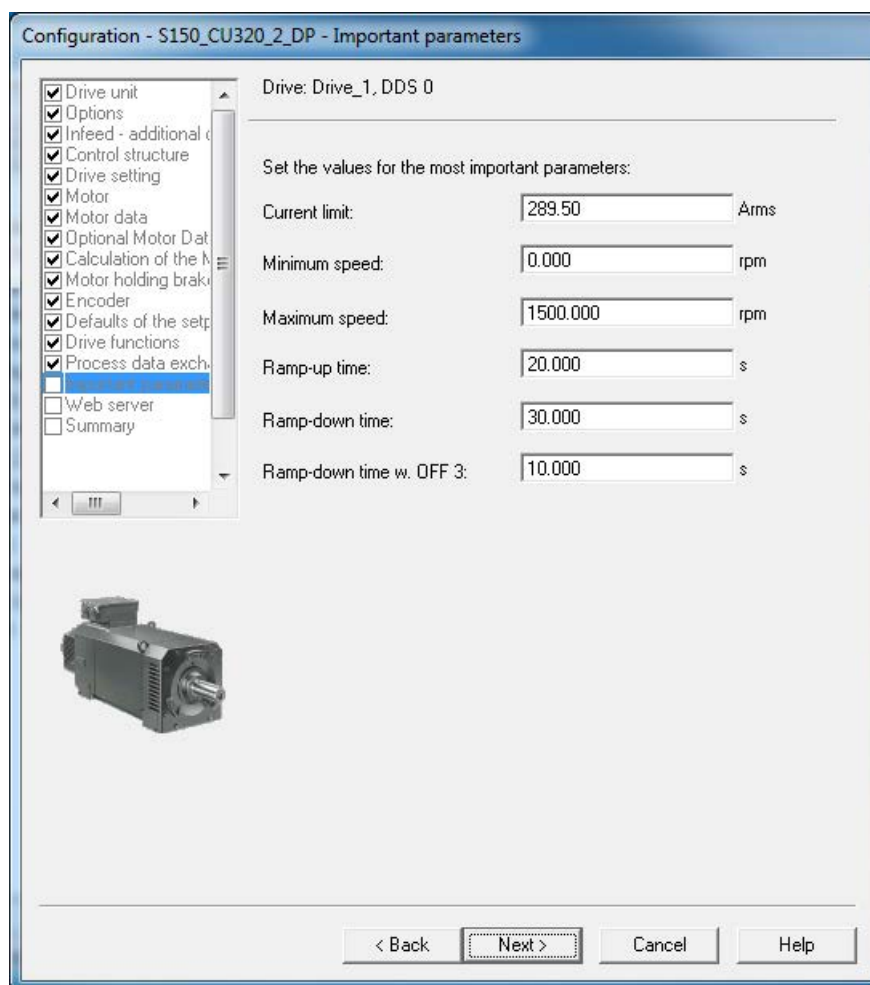 Configuration - S150_CU320_2_DP - Important parameters
Drive unit
Options
Infeed - additional
Control structure
Drive setting
Motor
Motor data
Optional Motor Dat
Calculation of the
Motor holding brak
Encoder
Defaults of the setp
Drive functions
Process data exch
Important paramet
Web server
Summary
Drive: Drive_1, DDS 0
Set the values for the most important parameters:
Current limit: 289.50 Arms
Minimum speed: 0.000 rpm
Maximum speed: 1500.000 rpm
Ramp-up time: 20.000 s
Ramp-down time: 30.000 s
Ramp-down time w. OFF 3: 10.000 s
< Back Next > Cancel Help